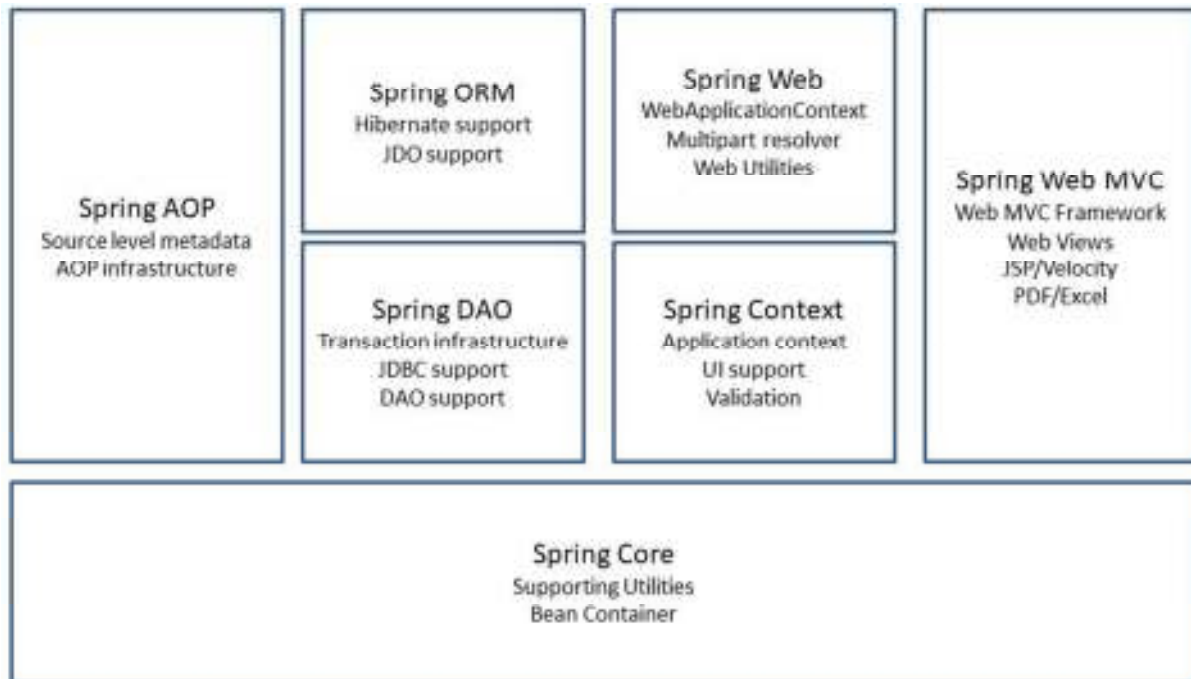 Spring AOP
Source level metadata
AOP infrastructure
Spring ORM
Hibernate support
JDO support
Spring DAO
Transaction infrastructure
JDBC support
DAO support
Spring Web
WebApplicationContext
Multipart resolver
Web Utilities
Spring Context
Application context
UI support
Validation
Spring Web MVC
Web MVC Framework
Web Views
JSP/Velocity
PDF/Excel
Spring Core
Supporting Utilities
Bean Container